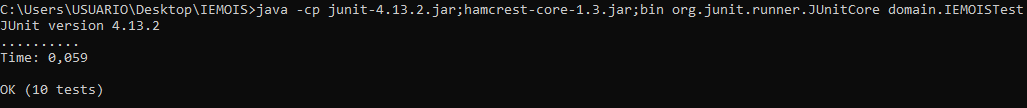 C:\Users\USUARIO\Desktop\IEMOIS>java -cp junit-4.13.2.jar;hamcrest-core-1.3.jar;bin org.junit.runner.JUnitCore domain.IEMOISTest
JUnit version 4.13.2
..........
Time: 0,059
OK (10 tests)